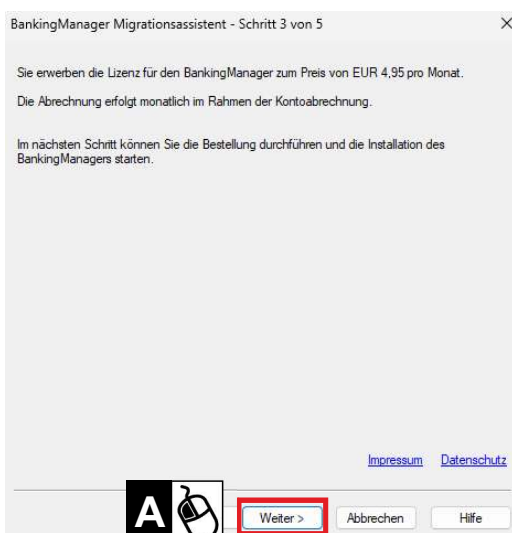 BankingManager Migrationsassistent - Schritt 3 von 5
Sie erwerben die Lizenz für den BankingManager zum Preis von EUR 4,95 pro Monat.
Die Abrechnung erfolgt monatlich im Rahmen der Kontoabrechnung.
Im nächsten Schritt können Sie die Bestellung durchführen und die Installation des
BankingManagers starten.
Impressum Datenschutz
A Weiter > Abbrechen Hilfe